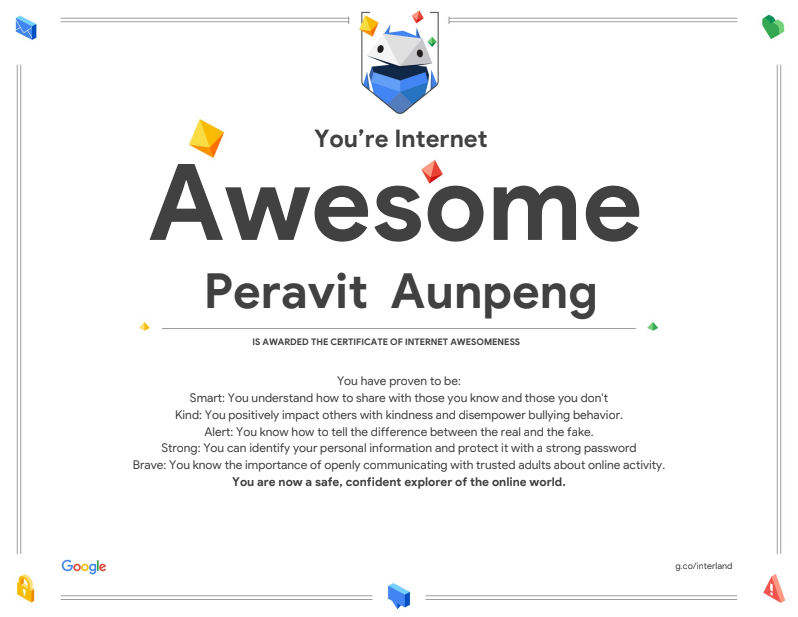 You’re Internet
Awesome
Peravit Aunpeng
IS AWARDED THE CERTIFICATE OF INTERNET AWESOMENESS
You have proven to be:
Smart: You understand how to share with those you know and those you don't
Kind: You positively impact others with kindness and disempower bullying behavior.
Alert: You know how to tell the difference between the real and the fake.
Strong: You can identify your personal information and protect it with a strong password
Brave: You know the importance of openly communicating with trusted adults about online activity.
You are now a safe, confident explorer of the online world.
Google
g.co/interland